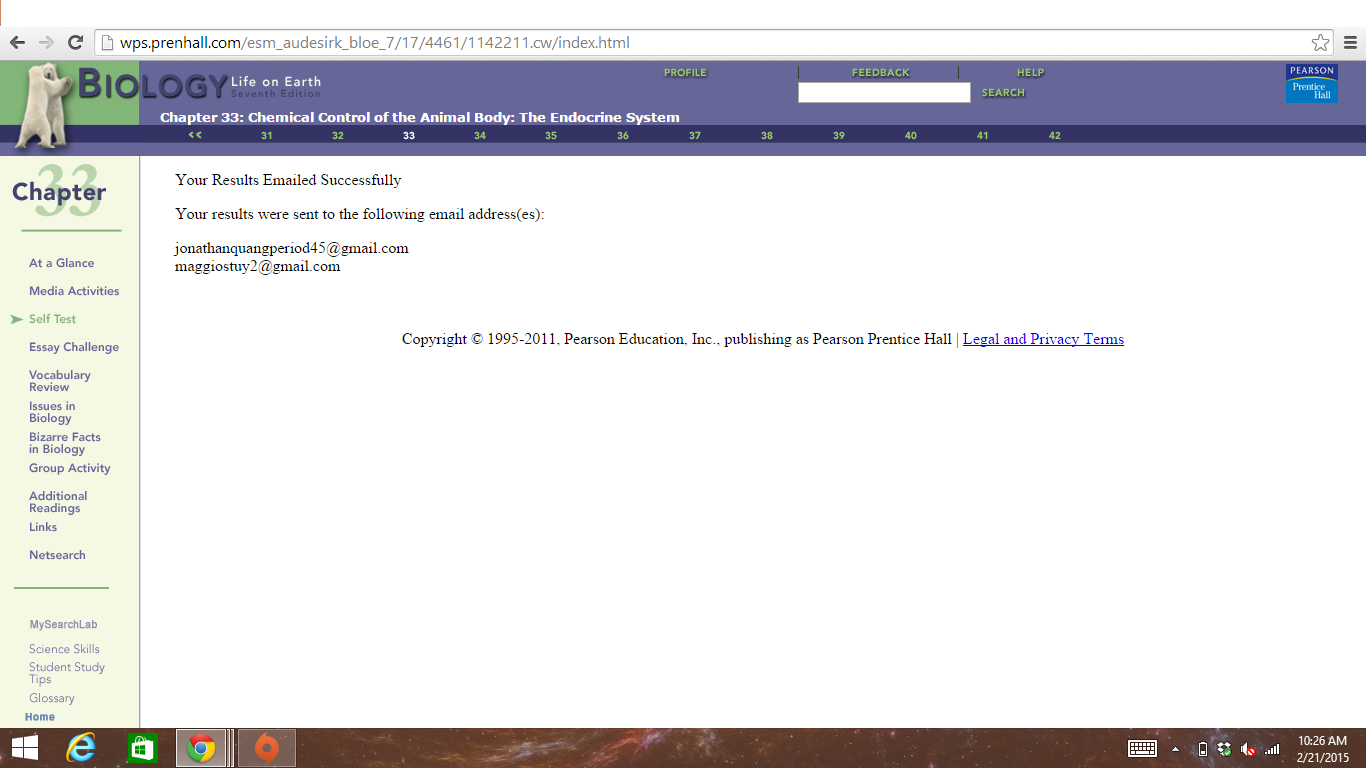 wps.prenhall.com/esm_audesirk_bloe_7/17/4461/1142211.cw/index.html
BIOLOGY Life on Earth
Seventh Edition
PROFILE FEEDBACK HELP
SEARCH
PEARSON
Prentice
Hall
Chapter 33: Chemical Control of the Animal Body: The Endocrine System
<< 31 32 33 34 35 36 37 38 39 40 41 42
33
Chapter
At a Glance
Media Activities
Self Test
Essay Challenge
Vocabulary
Review
Issues in
Biology
Bizarre Facts
in Biology
Group Activity
Additional
Readings
Links
Netsearch
MySearchLab
Science Skills
Student Study
Tips
Glossary
Home
Your Results Emailed Successfully
Your results were sent to the following email address(es):
jonathanquangperiod45@gmail.com
maggiostuy2@gmail.com
Copyright © 1995-2011, Pearson Education, Inc., publishing as Pearson Prentice Hall | Legal and Privacy Terms
10:26 AM
2/21/2015